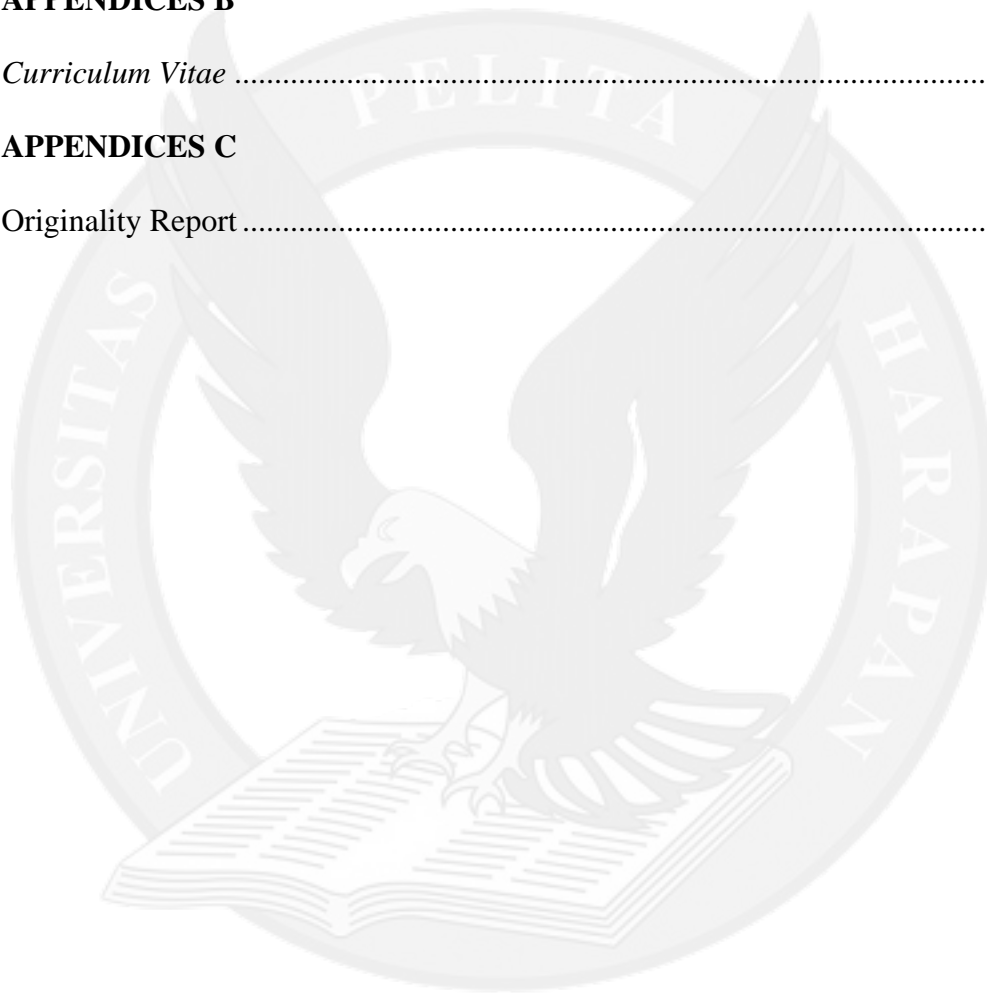 APPENDICES B
Curriculum Vitae ..........................................................................................
APPENDICES C
Originality Report ..........................................................................................
UNIVERSITAS PELITA HARAPAN